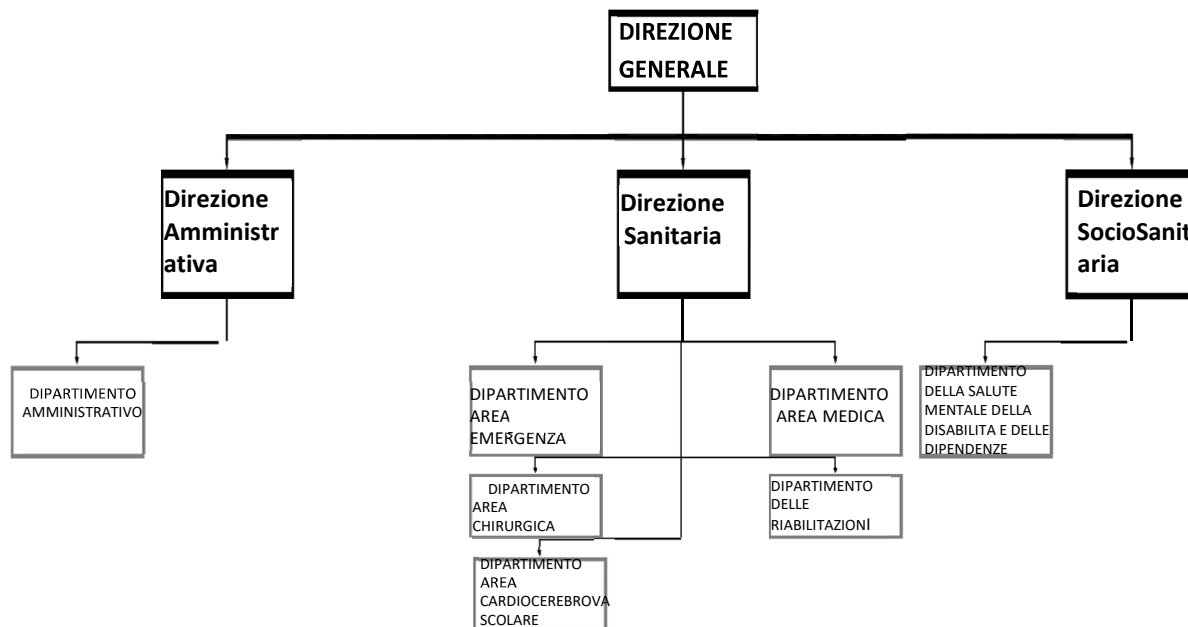 DIREZIONE
GENERALE
Direzione
Amministr
ativa
Direzione
Sanitaria
Direzione
SocioSanit
aria
DIPARTIMENTO
AMMINISTRATIVO
DIPARTIMENTO
AREA
EMERGENZA
DIPARTIMENTO
AREA MEDICA
DIPARTIMENTO
DELLA SALUTE
MENTALE DELLA
DISABILITA E DELLE
DIPENDENZE
DIPARTIMENTO
AREA
CHIRURGICA
DIPARTIMENTO
DELLE
RIABILITAZIONI
DIPARTIMENTO
AREA
CARDIOCEREBROVA
SCOLARE